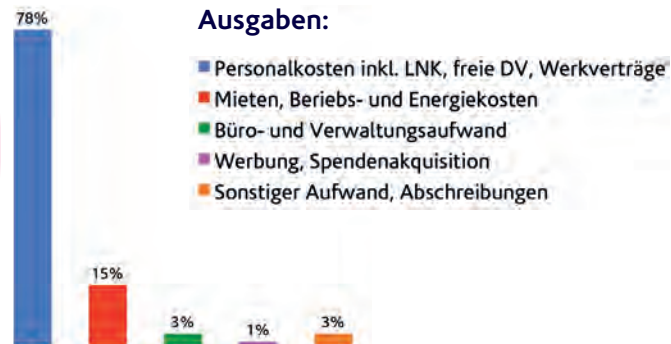 78%
Ausgaben:
Personalkosten inkl. LNK, freie DV, Werkverträge
Mieten, Beriebs- und Energiekosten
Büro- und Verwaltungsaufwand
Werbung, Spendenakquisition
Sonstiger Aufwand, Abschreibungen
15%
3%
1%
3%